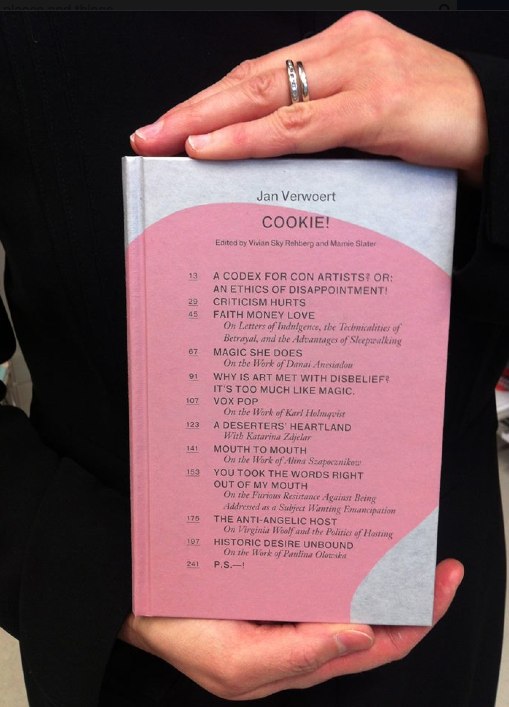 Jan Verwoert
COOKIE!
Edited by Vivian Sky Rehberg and Marnie Slater
13 A CODEX FOR CON ARTISTS? OR:
AN ETHICS OF DISAPPOINTMENT!
29 CRITICISM HURTS
45 FAITH MONEY LOVE
On Letters of Indulgence, the Technicalities of
Betrayal, and the Advantages of Sleepwalking
67 MAGIC SHE DOES
On the Work of Danai Anesiadou
91 WHY IS ART MET WITH DISBELIEF?
IT'S TOO MUCH LIKE MAGIC.
107 VOX POP
On the Work of Karl Holmqvist
123 A DESERTERS' HEARTLAND
With Katarina Zdjelar
141 MOUTH TO MOUTH
On the Work of Alina Szapocznikow
153 YOU TOOK THE WORDS RIGHT
OUT OF MY MOUTH
On the Furious Resistance Against Being
Addressed as a Subject Wanting Emancipation
175 THE ANTI-ANGELIC HOST
On Virginia Woolf and the Politics of Hosting
197 HISTORIC DESIRE UNBOUND
On the Work of Paulina Olowska
241 P.S.—!